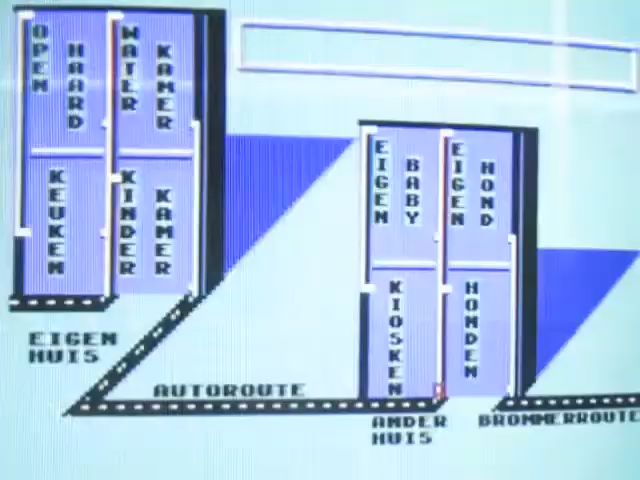 OPEN
HAARD
WATER
KAMER
KEUKEN
KINDER
KAMER
EIGEN
HUIS
AUTOROUTE
EIGEN
BABY
EIGEN
HOND
KIOSKEN
HONDEN
ANDER
HUIS
BROMMERROUTE